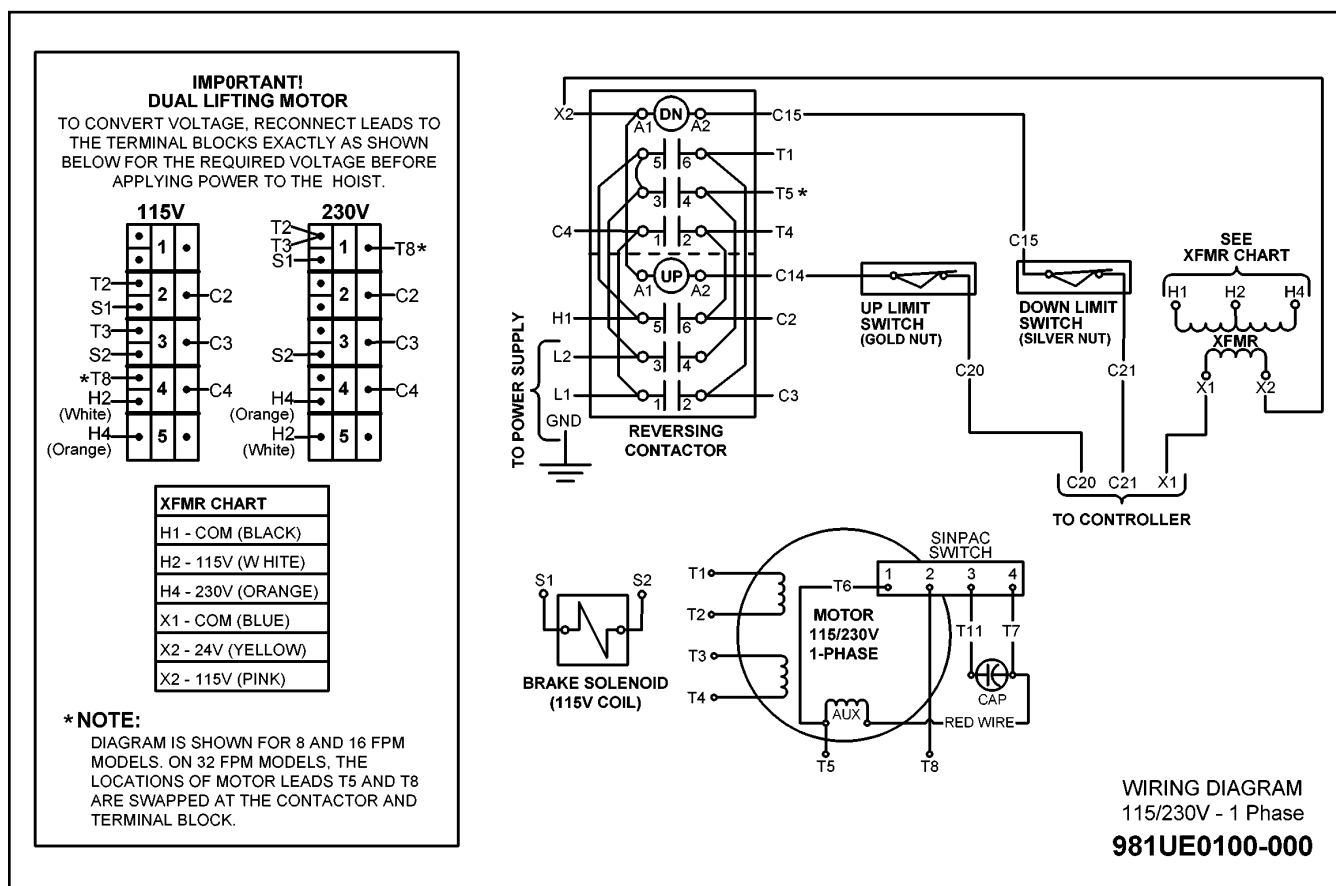 IMPORTANT!
DUAL LIFTING MOTOR
TO CONVERT VOLTAGE, RECONNECT LEADS TO
THE TERMINAL BLOCKS EXACTLY AS SHOWN
BELOW FOR THE REQUIRED VOLTAGE BEFORE
APPLYING POWER TO THE HOIST.
115V
1
T2
2
C2
S1
T3
3
C3
S2
*T8
4
C4
H2
(White)
H4
5
(Orange)
230V
T2
T3
1
T8*
S1
2
C2
3
C3
S2
4
C4
H4
(Orange)
H2
5
(White)
XFMR CHART
H1 - COM (BLACK)
H2 - 115V (W HITE)
H4 - 230V (ORANGE)
X1 - COM (BLUE)
X2 - 24V (YELLOW)
X2 - 115V (PINK)
*NOTE:
DIAGRAM IS SHOWN FOR 8 AND 16 FPM
MODELS. ON 32 FPM MODELS, THE
LOCATIONS OF MOTOR LEADS T5 AND T8
ARE SWAPPED AT THE CONTACTOR AND
TERMINAL BLOCK.
X2
A1
DN
A2
C15
5
6
T1
3
4
T5 *
C4
1
2
T4
A1
UP
A2
C14
H1
5
6
C2
L2
3
4
L1
1
2
C3
GND
TO POWER SUPPLY
REVERSING
CONTACTOR
UP LIMIT
SWITCH
(GOLD NUT)
C20
C15
DOWN LIMIT
SWITCH
(SILVER NUT)
C21
SEE
XFMR CHART
H1 H2 H4
XFMR
X1 X2
C20 C21 X1
TO CONTROLLER
S1 S2
BRAKE SOLENOID
(115V COIL)
T1
T2
T3
T4
MOTOR
115/230V
1-PHASE
SINPAC
SWITCH
1 2 3 4
T6
T11 T7
CAP
AUX
RED WIRE
T5 T8
WIRING DIAGRAM
115/230V - 1 Phase
981UE0100-000